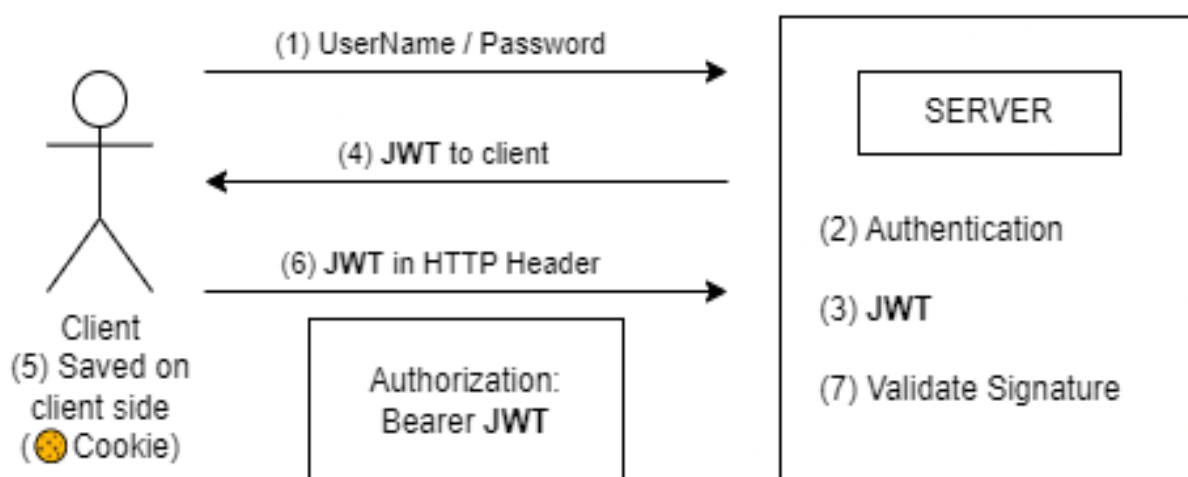 (1) UserName / Password
SERVER
(4) JWT to client
(2) Authentication
(6) JWT in HTTP Header
(3) JWT
Client
(5) Saved on
client side
(🍪Cookie)
Authorization:
Bearer JWT
(7) Validate Signature